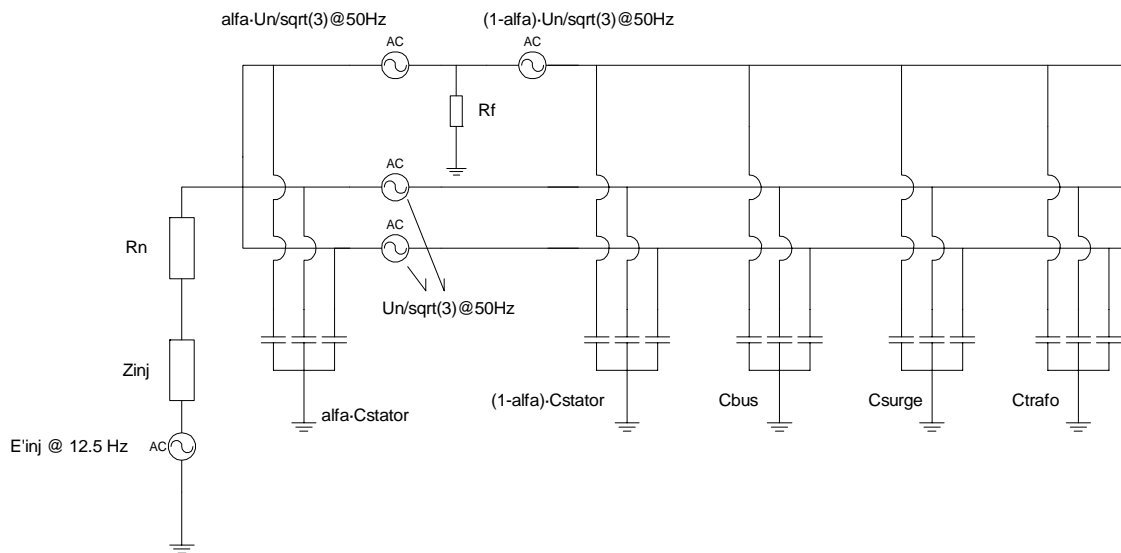 alfa·Un/sqrt(3)@50Hz
(1-alfa)·Un/sqrt(3)@50Hz
AC
AC
Rf
AC
AC
Rn
Un/sqrt(3)@50Hz
Zinj
alfa·Cstator
(1-alfa)·Cstator
Cbus
Csurge
Ctrafo
E'inj @ 12.5 Hz
AC